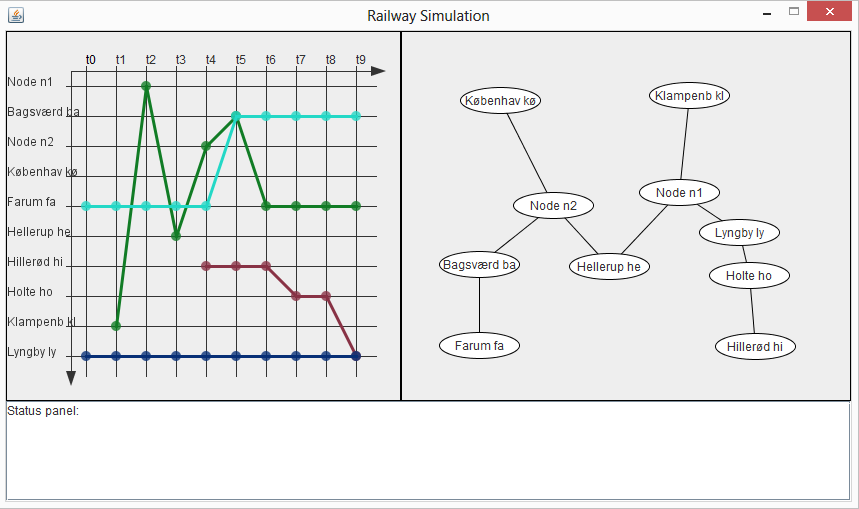 Railway Simulation
t0 t1 t2 t3 t4 t5 t6 t7 t8 t9
Node n1
Bagsværd ba
Node n2
Københav kø
Farum fa
Hellerup he
Hillerød hi
Holte ho
Klampenb kl
Lyngby ly
Københav kø
Klampenb kl
Node n2
Node n1
Lyngby ly
Bagsværd ba
Hellerup he
Holte ho
Farum fa
Hillerød hi
Status panel: